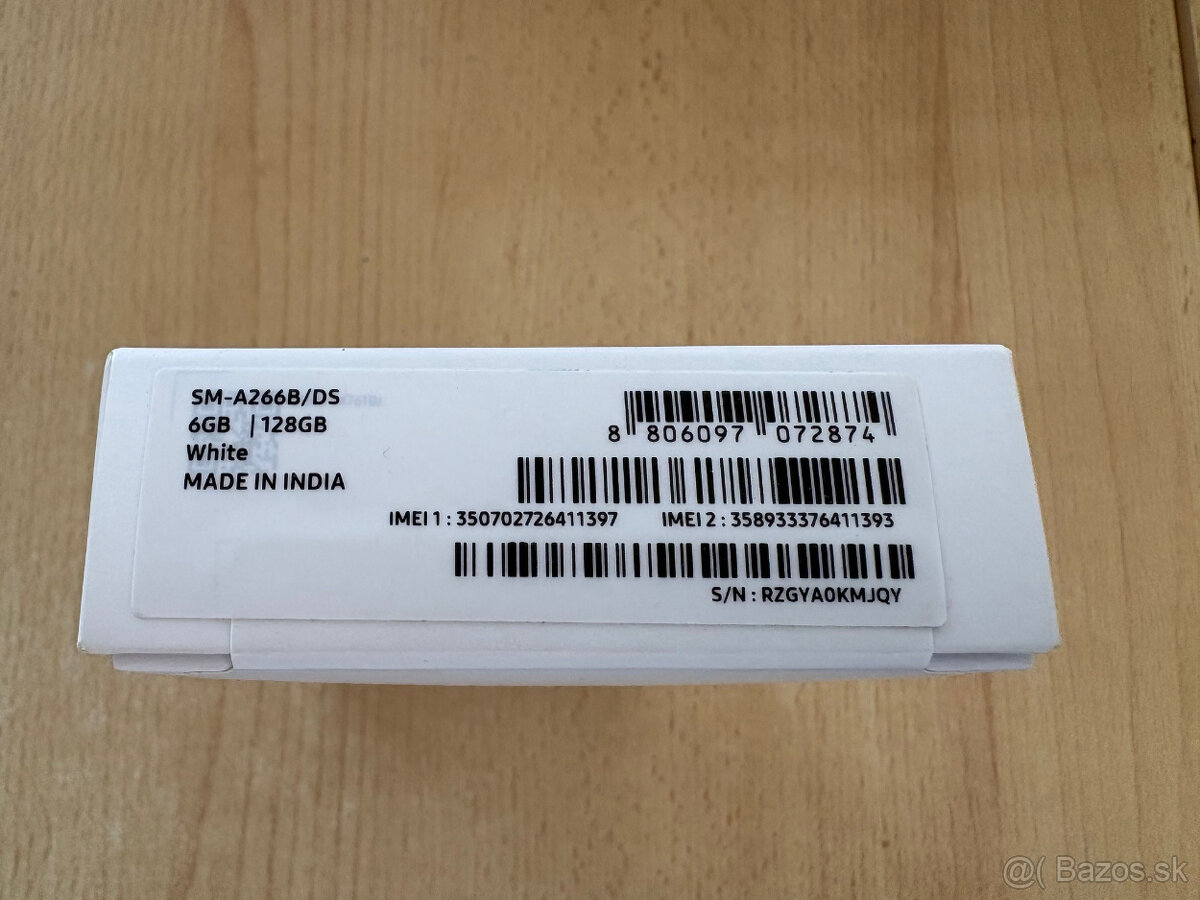 SM-A266B/DS
6GB | 128GB
White
MADE IN INDIA
8 806097 072874
IMEI 1 : 350702726411397 IMEI 2 : 358933376411393
S/N : RZGYA0KMJQY
@( Bazos.sk